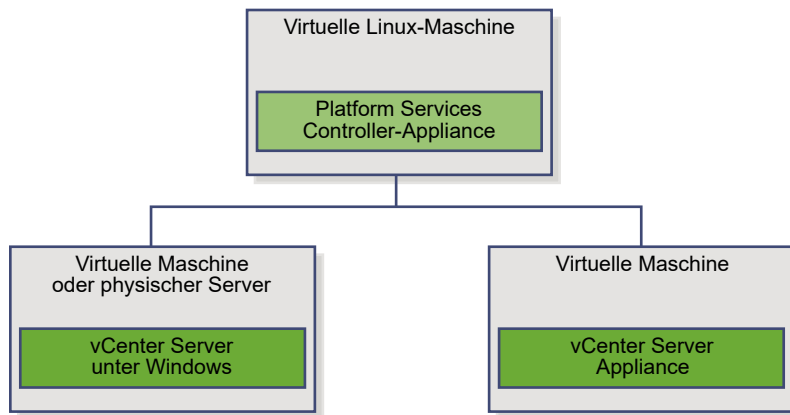 Virtuelle Linux-Maschine
Platform Services
Controller-Appliance
Virtuelle Maschine
oder physischer Server
vCenter Server
unter Windows
Virtuelle Maschine
vCenter Server
Appliance